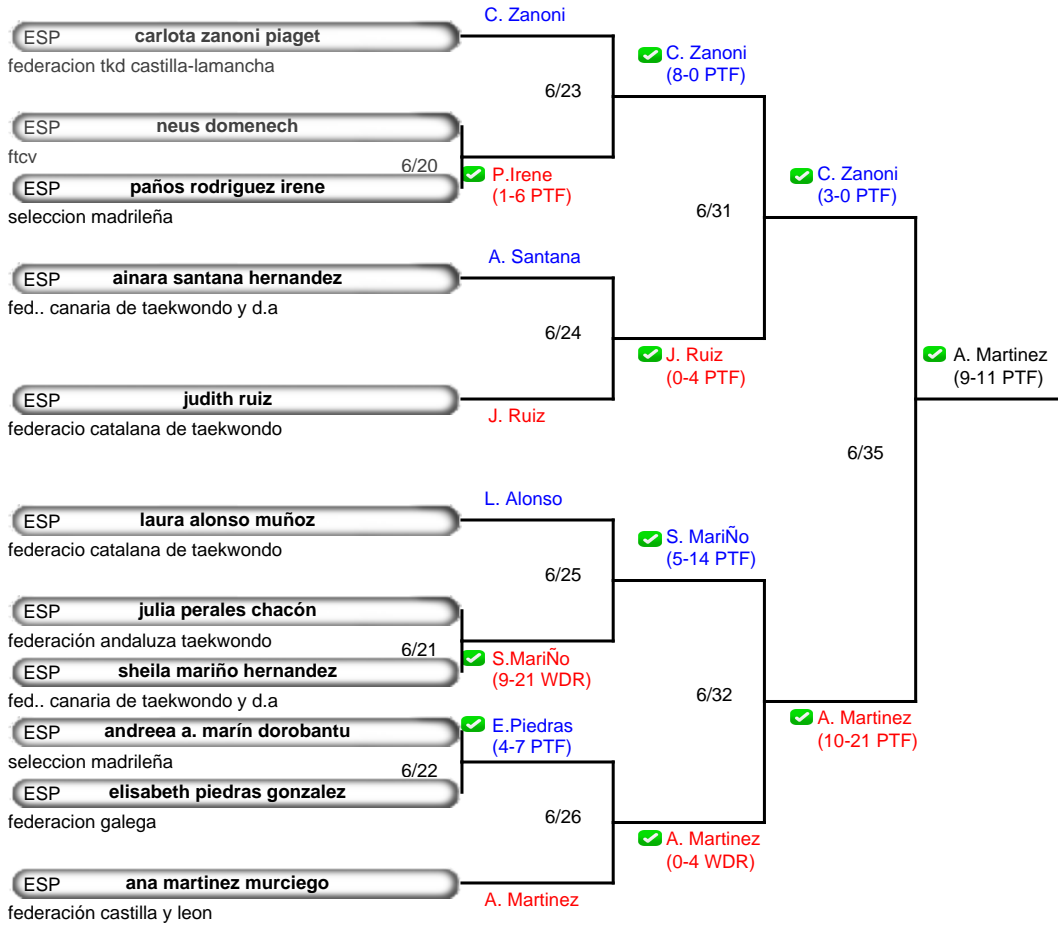 C. Zanoni
ESP carlota zanoni piaget
federacion tkd castilla-lamancha
6/23
C. Zanoni
(8-0 PTF)
ESP neus domenech
ftcv
6/20
ESP paños rodriguez irene
seleccion madrileña
P.Irene
(1-6 PTF)
6/31
C. Zanoni
(3-0 PTF)
A. Santana
ESP ainara santana hernandez
fed.. canaria de taekwondo y d.a
6/24
J. Ruiz
(0-4 PTF)
ESP judith ruiz
federacio catalana de taekwondo
J. Ruiz
A. Martinez
(9-11 PTF)
6/35
L. Alonso
ESP laura alonso muñoz
federacio catalana de taekwondo
6/25
S. MariÑo
(5-14 PTF)
ESP julia perales chacón
federación andaluza taekwondo
6/21
ESP sheila mariño hernandez
fed.. canaria de taekwondo y d.a
S.MariÑo
(9-21 WDR)
6/32
A. Martinez
(10-21 PTF)
ESP andreea a. marín dorobantu
seleccion madrileña
6/22
E.Piedras
(4-7 PTF)
ESP elisabeth piedras gonzalez
federacion galega
6/26
A. Martinez
(0-4 WDR)
ESP ana martinez murciego
federación castilla y leon
A. Martinez